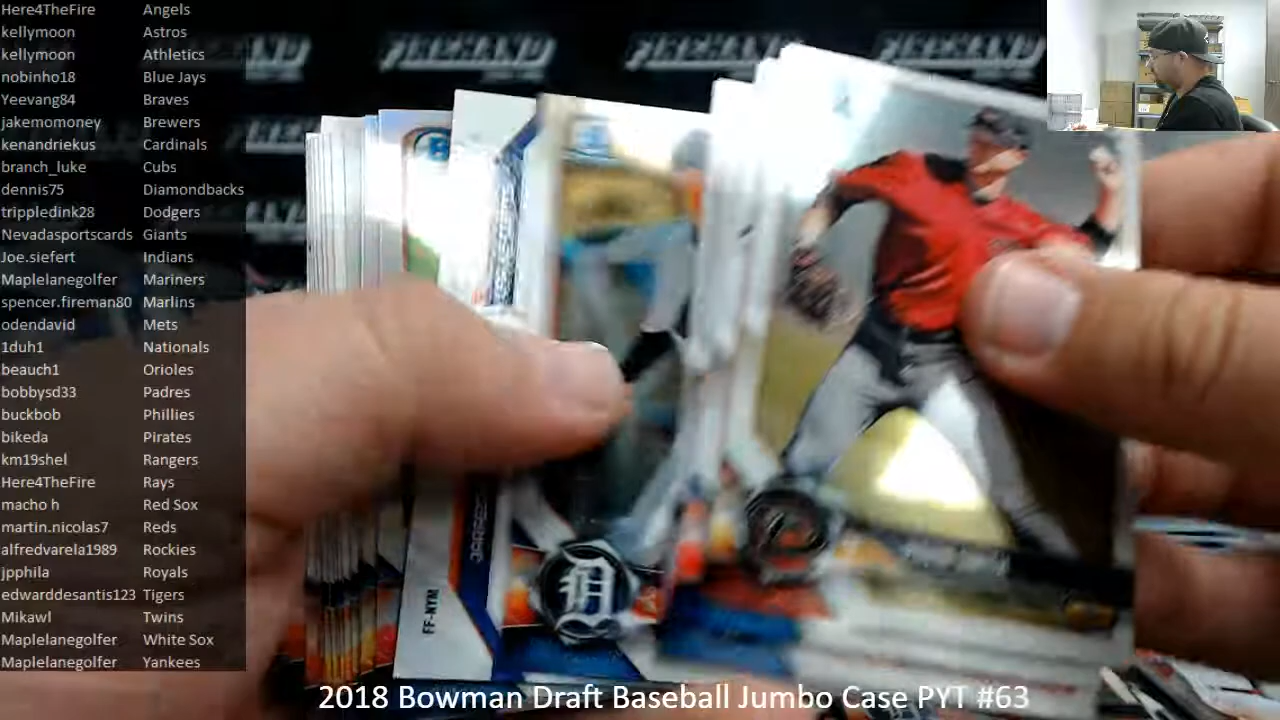 Here4TheFire Angels
kellymoon Astros
kellymoon Athletics
nobinho18 Blue Jays
Yeevang84 Braves
jakemomoney Brewers
kenandriekus Cardinals
branch_luke Cubs
dennis75 Diamondbacks
trippledink28 Dodgers
Nevadasportscards Giants
Joe.siefert Indians
Maplelanegolfer Mariners
spencer.fireman80 Marlins
odendavid Mets
1duh1 Nationals
beauch1 Orioles
bobbysd33 Padres
buckbob Phillies
bikeda Pirates
km19shel Rangers
Here4TheFire Rays
macho h Red Sox
martin.nicolas7 Reds
alfredvarela1989 Rockies
jpphila Royals
edwarddesantis123 Tigers
Mikawl Twins
Maplelanegolfer White Sox
Maplelanegolfer Yankees
FF-NYM
2018 Bowman Draft Baseball Jumbo Case PYT #63